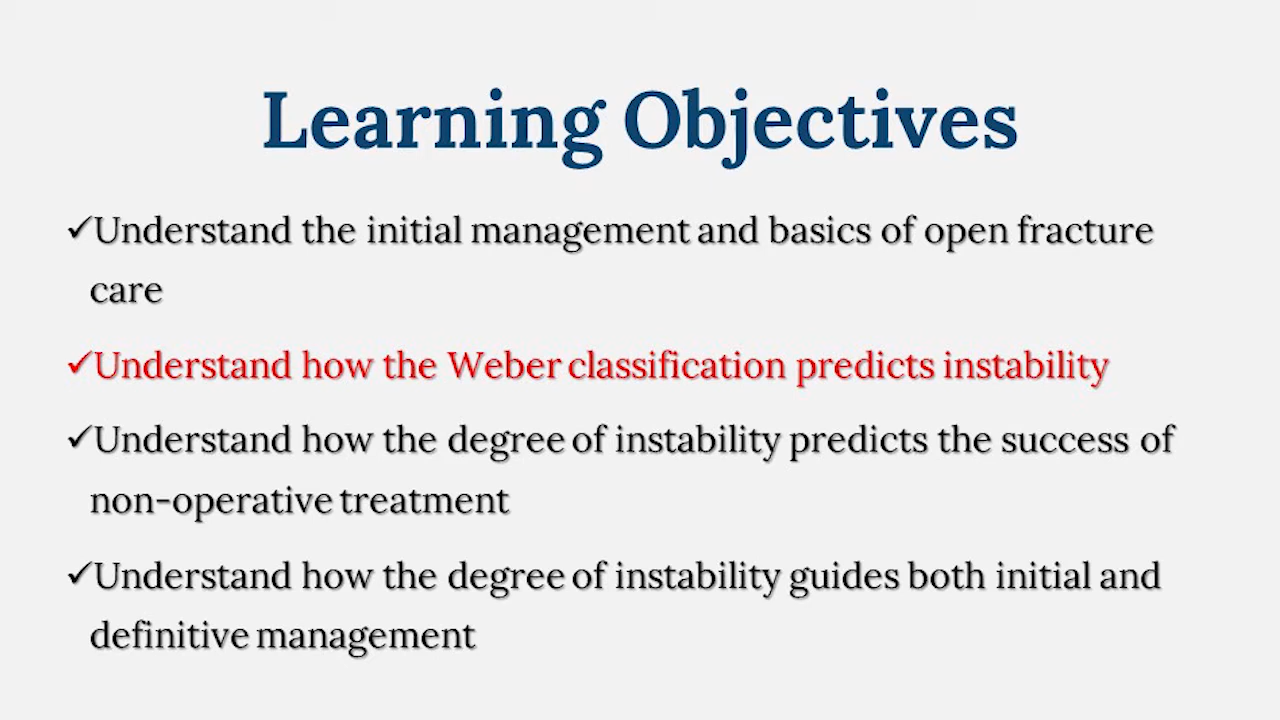 Learning Objectives
✓Understand the initial management and basics of open fracture
care
✓Understand how the Weber classification predicts instability
✓Understand how the degree of instability predicts the success of
non-operative treatment
✓Understand how the degree of instability guides both initial and
definitive management